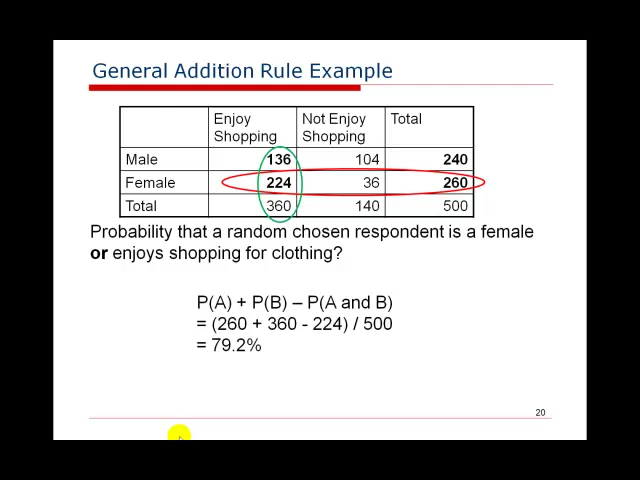 General Addition Rule Example
Enjoy Shopping Not Enjoy Shopping Total
Male 136 104 240
Female 224 36 260
Total 360 140 500
Probability that a random chosen respondent is a female
or enjoys shopping for clothing?
P(A) + P(B) – P(A and B)
= (260 + 360 - 224) / 500
= 79.2%
20